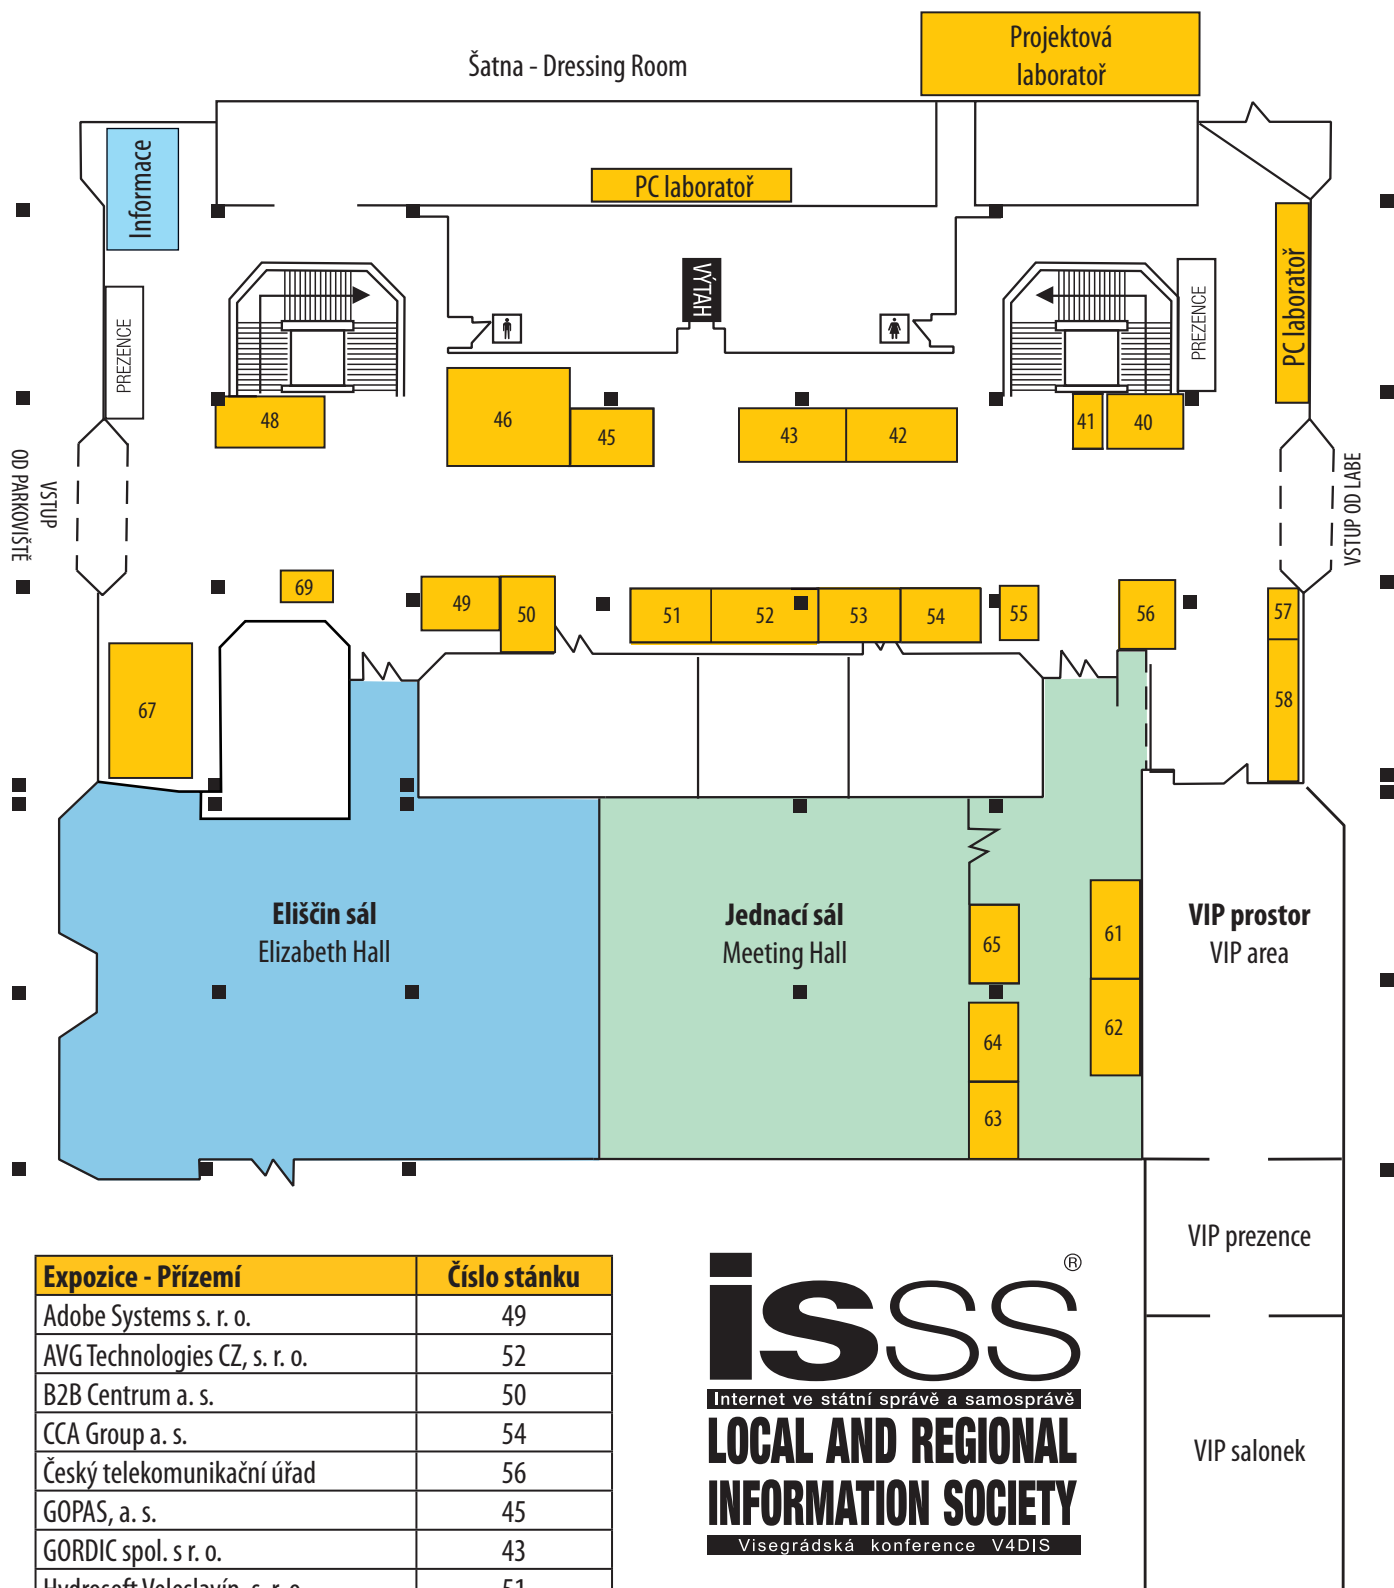 Projektová
laboratoř
Šatna - Dressing Room
Informace
PC laboratoř
PC laboratoř
VÝTAH
PREZENCE
PREZENCE
48
46
45
43
42
41
40
VSTUP
OD PARKOVIŠTĚ
VSTUP OD LABE
69
49
50
51
52
53
54
55
56
57
58
67
Eliščin sál
Elizabeth Hall
Jednací sál
Meeting Hall
VIP prostor
VIP area
65
61
64
62
63
VIP prezence
VIP salonek
Expozice - Přízemí Číslo stánku
Adobe Systems s. r. o. 49
AVG Technologies CZ, s. r. o. 52
B2B Centrum a. s. 50
CCA Group a. s. 54
Český telekomunikační úřad 56
GOPAS, a. s. 45
GORDIC spol. s r. o. 43
Hydrosoft Veleslavín, s. r. o. 51
isss®
Internet ve státní správě a samosprávě
LOCAL AND REGIONAL
INFORMATION SOCIETY
Visegrádská konference V4DIS